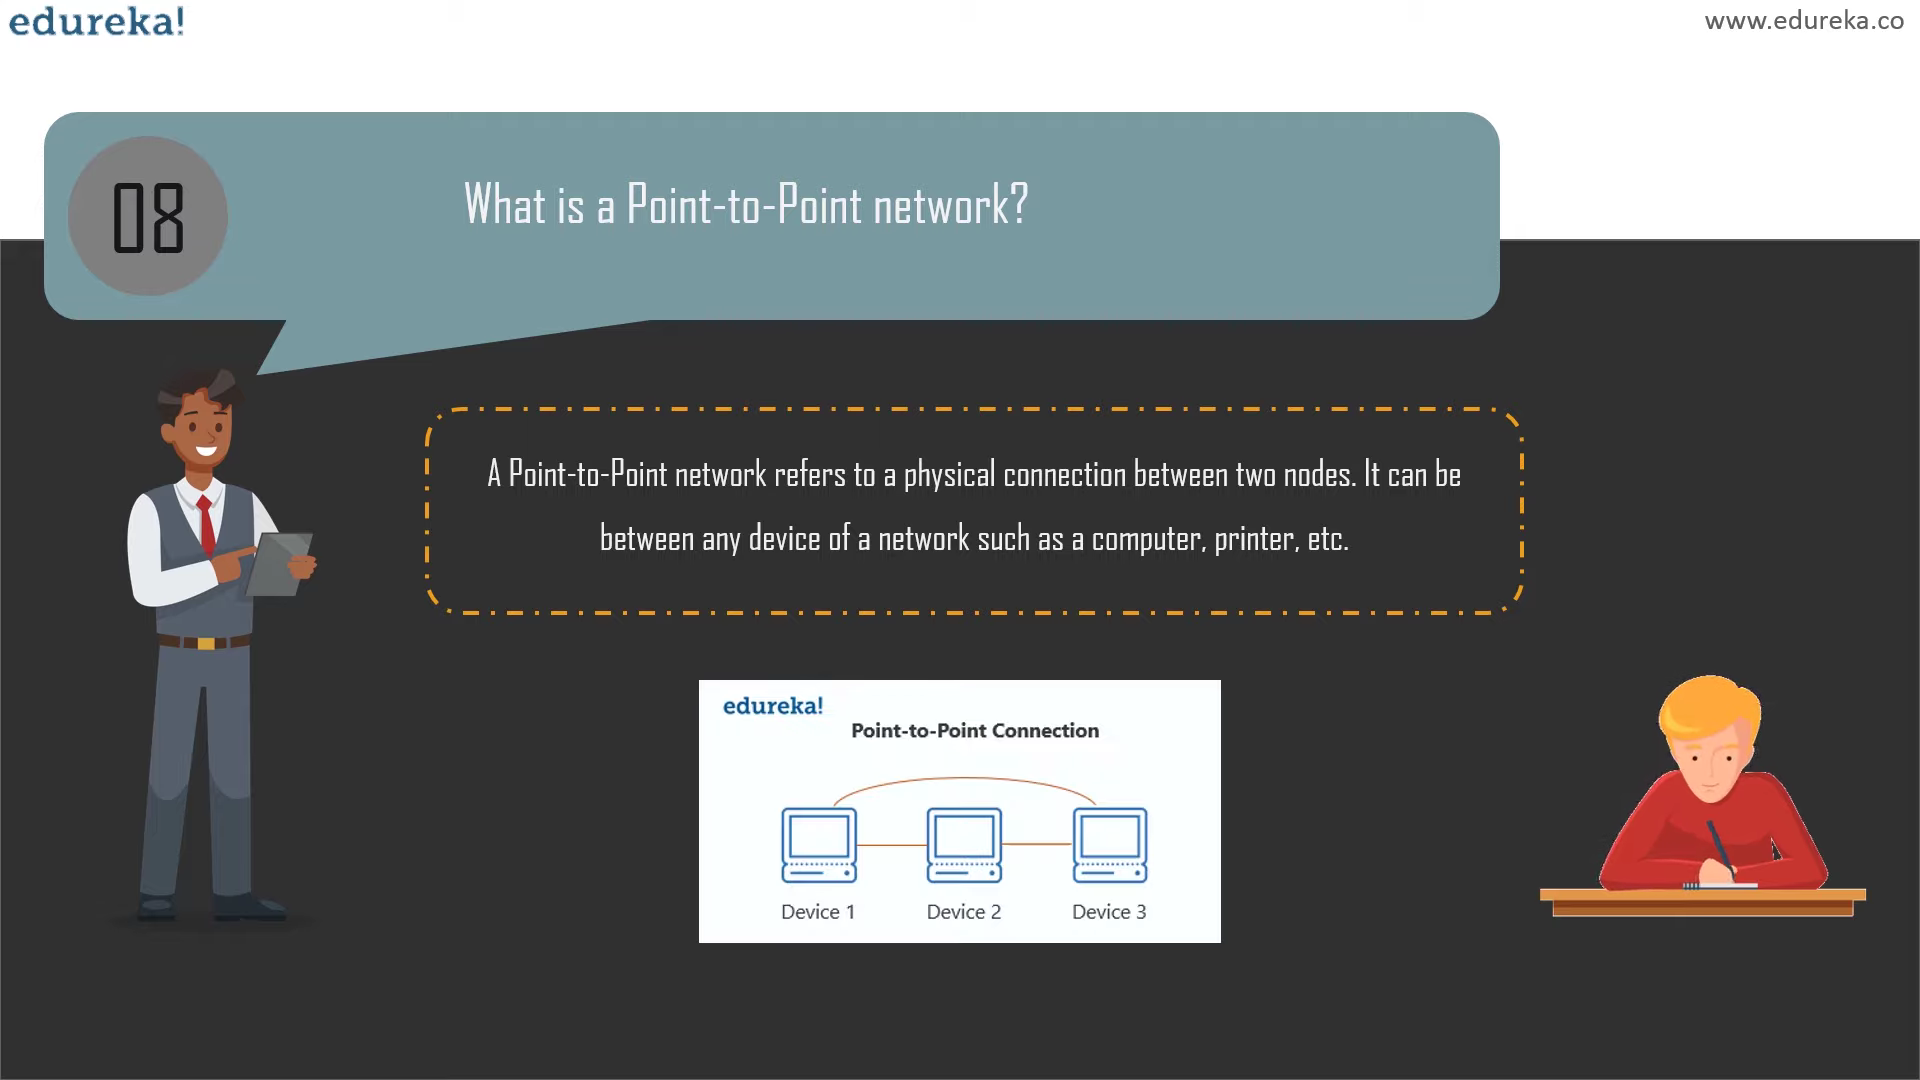 edureka!
www.edureka.co
08
What is a Point-to-Point network?
A Point-to-Point network refers to a physical connection between two nodes. It can be
between any device of a network such as a computer, printer, etc.
edureka!
Point-to-Point Connection
Device 1
Device 2
Device 3